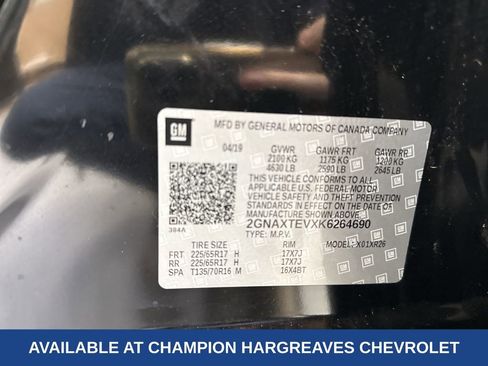 GM
MFD BY GENERAL MOTORS OF CANADA COMPANY
04/19 GVWR GAWR FRT GAWR RR
2100 KG 1175 KG 1200 KG
4630 LB 2590 LB 2645 LB
THIS VEHICLE CONFORMS TO ALL
APPLICABLE U.S. FEDERAL MOTOR
VEHICLE SAFETY AND
THEFT PREVENTION STANDARDS
IN EFFECT ON THE DATE OF
MANUFACTURE SHOWN ABOVE.
2GNAXTEVXK6264690
384A
TYPE: M.P.V. MODEL: X01XR26
TIRE SIZE RIM
FRT 225/65R17 H 17X7J
RR 225/65R17 H 17X7J
SPA T135/70R16 M 16X4BT
AVAILABLE AT CHAMPION HARGREAVES CHEVROLET